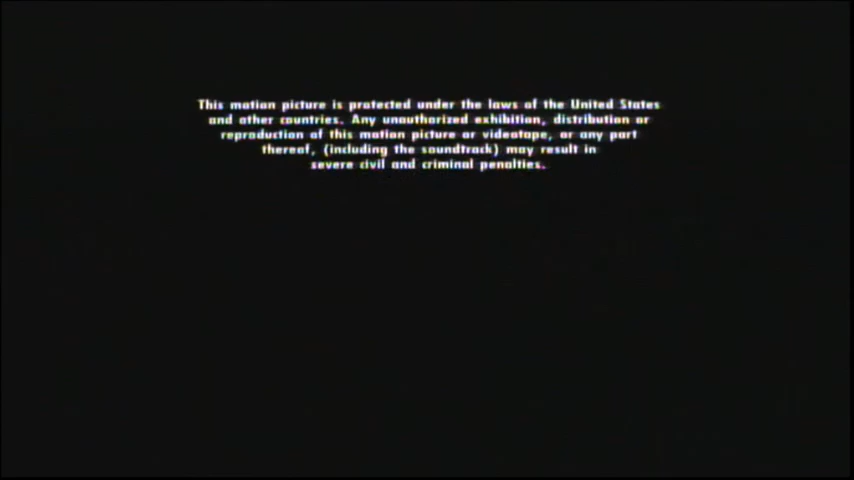 This motion picture is protected under the laws of the United States
and other countries. Any unauthorized exhibition, distribution or
reproduction of this motion picture or videotape, or any part
thereof, (including the soundtrack) may result in
severe civil and criminal penalties.